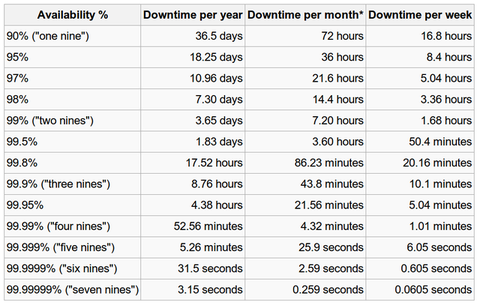 Availability % Downtime per year Downtime per month* Downtime per week
90% ("one nine") 36.5 days 72 hours 16.8 hours
95% 18.25 days 36 hours 8.4 hours
97% 10.96 days 21.6 hours 5.04 hours
98% 7.30 days 14.4 hours 3.36 hours
99% ("two nines") 3.65 days 7.20 hours 1.68 hours
99.5% 1.83 days 3.60 hours 50.4 minutes
99.8% 17.52 hours 86.23 minutes 20.16 minutes
99.9% ("three nines") 8.76 hours 43.8 minutes 10.1 minutes
99.95% 4.38 hours 21.56 minutes 5.04 minutes
99.99% ("four nines") 52.56 minutes 4.32 minutes 1.01 minutes
99.999% ("five nines") 5.26 minutes 25.9 seconds 6.05 seconds
99.9999% ("six nines") 31.5 seconds 2.59 seconds 0.605 seconds
99.99999% ("seven nines") 3.15 seconds 0.259 seconds 0.0605 seconds